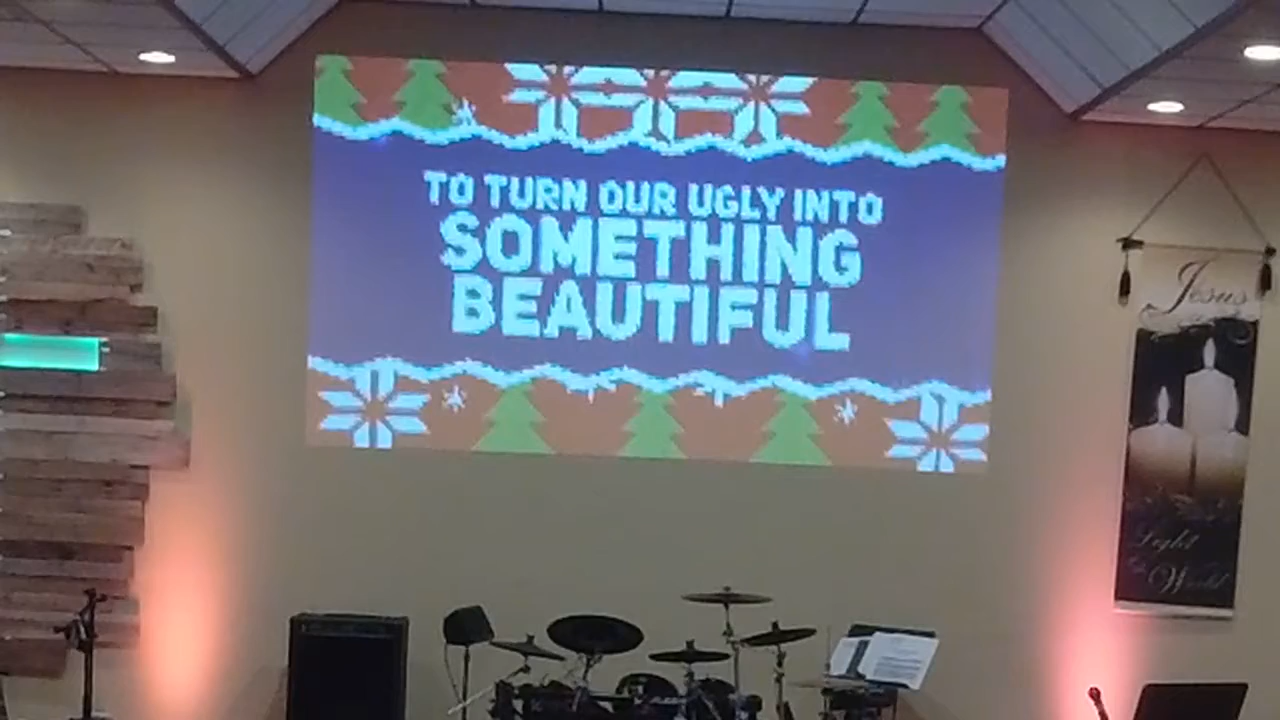 TO TURN OUR UGLY INTO
SOMETHING
BEAUTIFUL
Jesus
Light
World